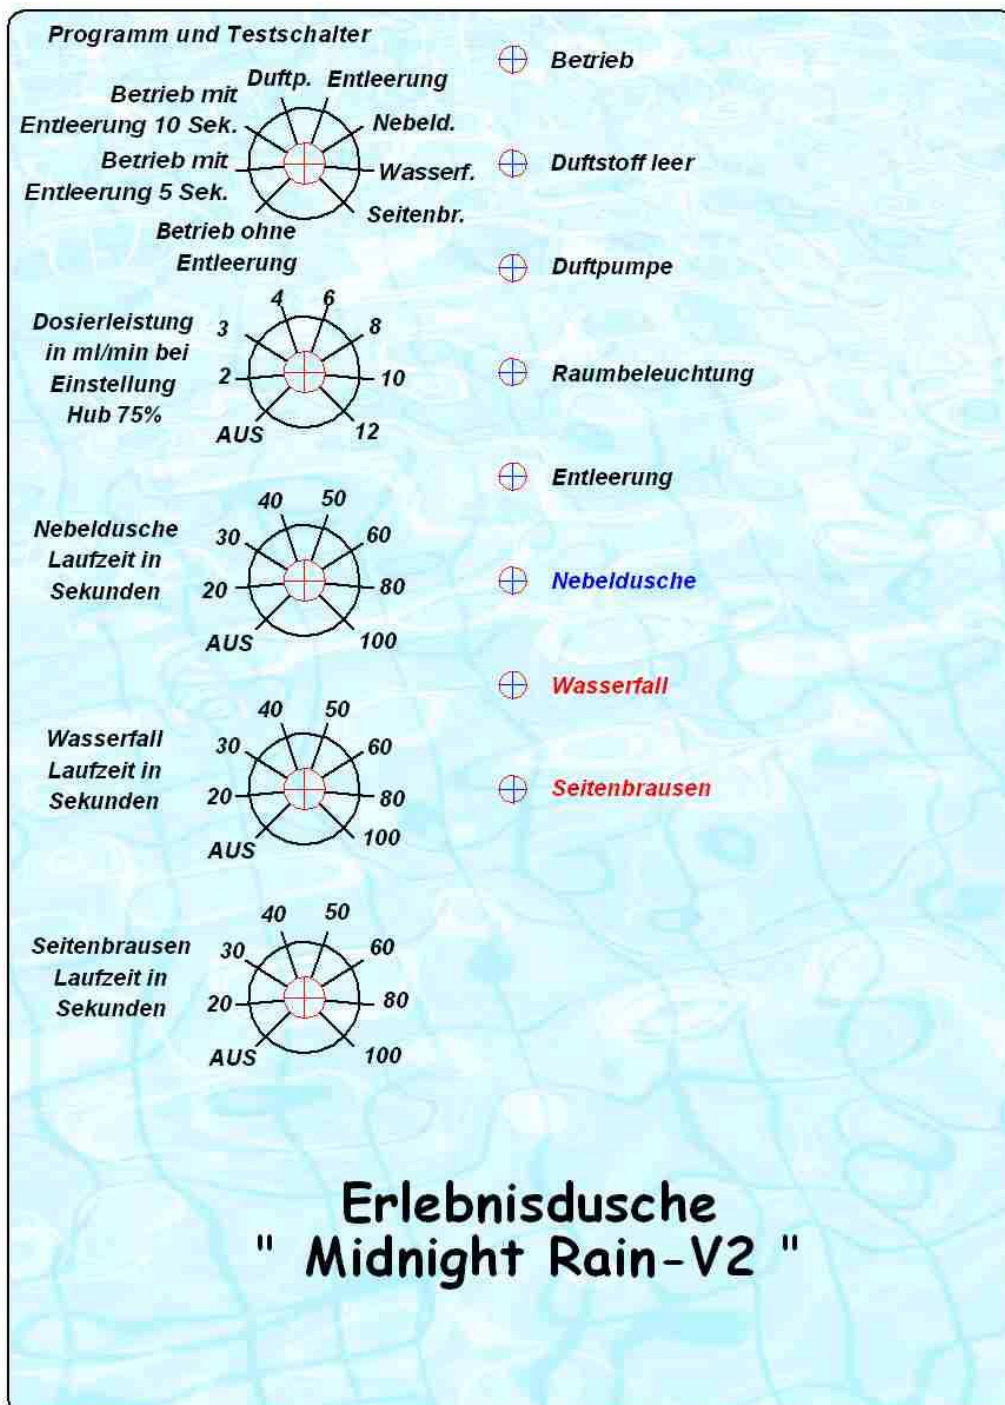 Programm und Testschalter
Duftp.
Entleerung
Betrieb mit
Entleerung 10 Sek.
Nebeld.
Betrieb mit
Entleerung 5 Sek.
Wasserf.
Seitenbr.
Betrieb ohne
Entleerung
Dosierleistung
in ml/min bei
Einstellung
Hub 75%
AUS
2
3
4
6
8
10
12
Nebeldusche
Laufzeit in
Sekunden
AUS
20
30
40
50
60
80
100
Wasserfall
Laufzeit in
Sekunden
AUS
20
30
40
50
60
80
100
Seitenbrausen
Laufzeit in
Sekunden
AUS
20
30
40
50
60
80
100
Betrieb
Duftstoff leer
Duftpumpe
Raumbeleuchtung
Entleerung
Nebeldusche
Wasserfall
Seitenbrausen
Erlebnisdusche
" Midnight Rain-V2 "